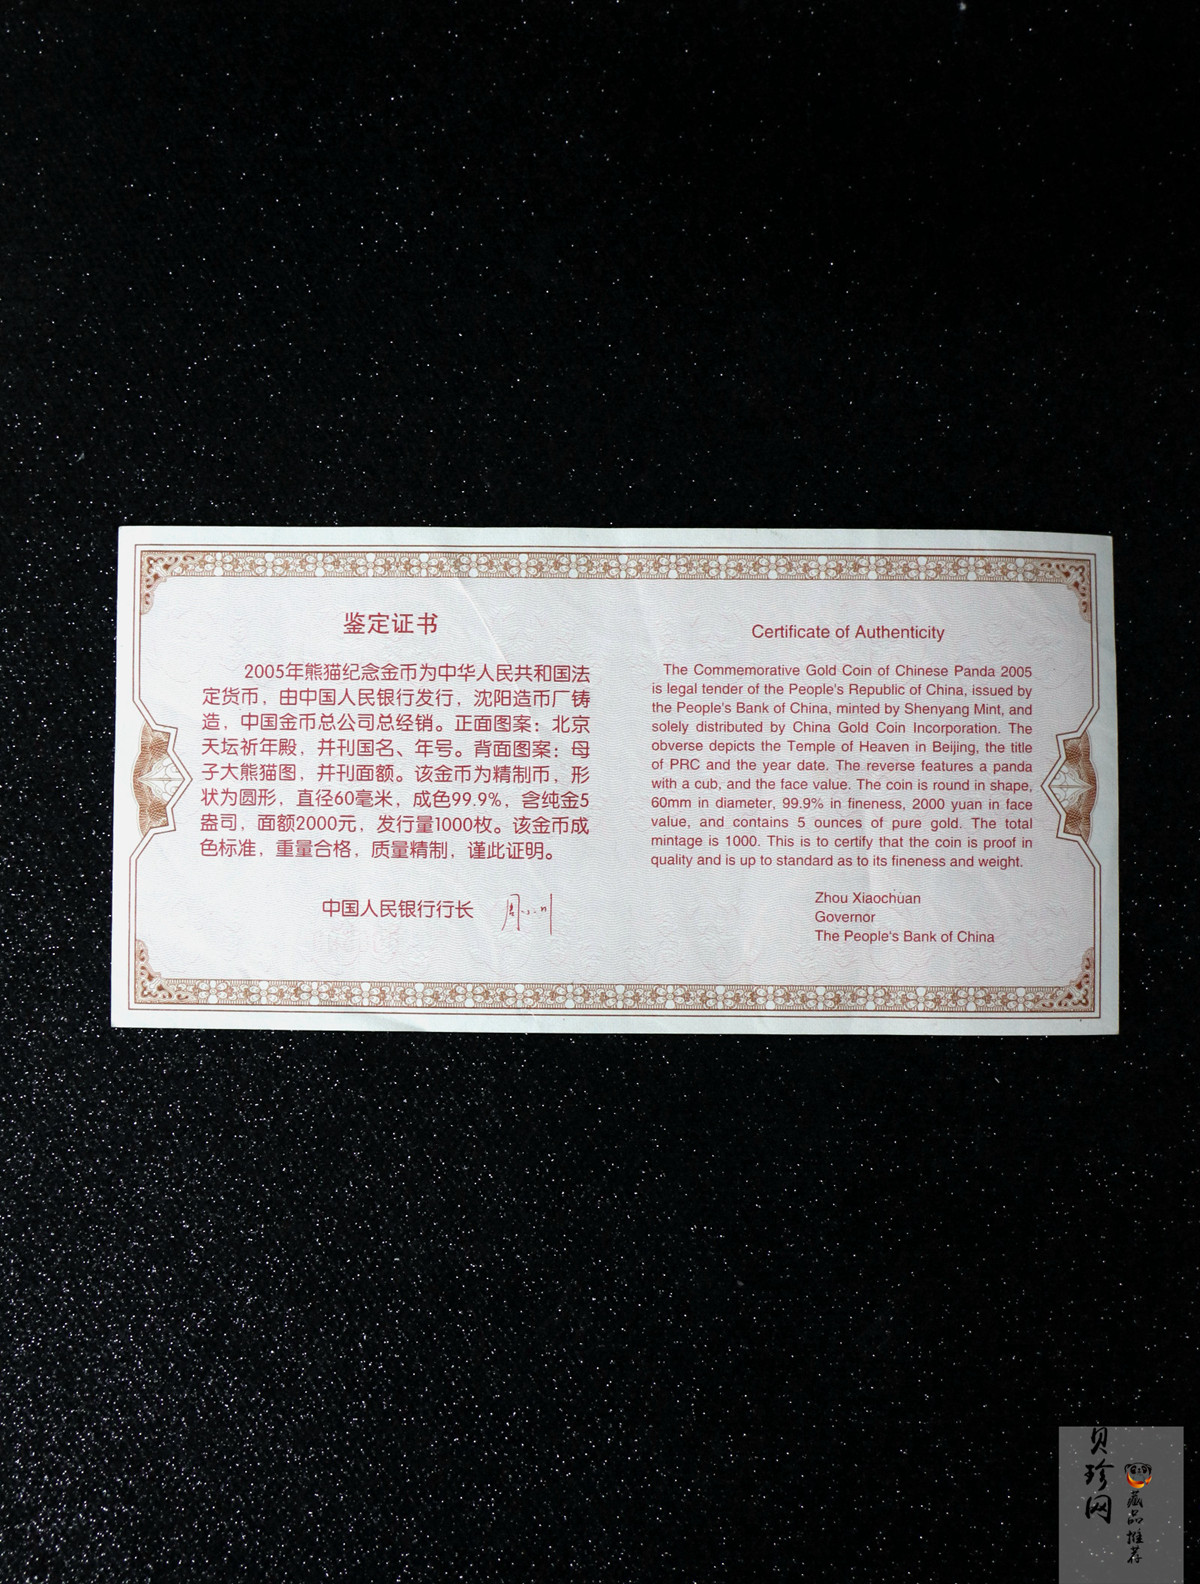 鉴定证书
2005年熊猫纪念金币为中华人民共和国法
定货币，由中国人民银行发行，沈阳造币厂铸
造，中国金币总公司总经销。正面图案：北京
天坛祈年殿，并刊国名、年号。背面图案：母
子大熊猫图，并刊面额。该金币为精制币，形
状为圆形，直径60毫米，成色99.9%，含纯金5
盎司，面额2000元，发行量1000枚。该金币成
色标准，重量合格，质量精制，谨此证明。
中国人民银行行长
Certificate of Authenticity
The Commemorative Gold Coin of Chinese Panda 2005
is legal tender of the People's Republic of China, issued by
the People's Bank of China, minted by Shenyang Mint, and
solely distributed by China Gold Coin Incorporation. The
obverse depicts the Temple of Heaven in Beijing, the title
of PRC and the year date. The reverse features a panda
with a cub, and the face value. The coin is round in shape,
60mm in diameter, 99.9% in fineness, 2000 yuan in face
value, and contains 5 ounces of pure gold. The total
mintage is 1000. This is to certify that the coin is proof in
quality and is up to standard as to its fineness and weight.
Zhou Xiaochuan
Governor
The People's Bank of China
贝珍网
藏品推荐